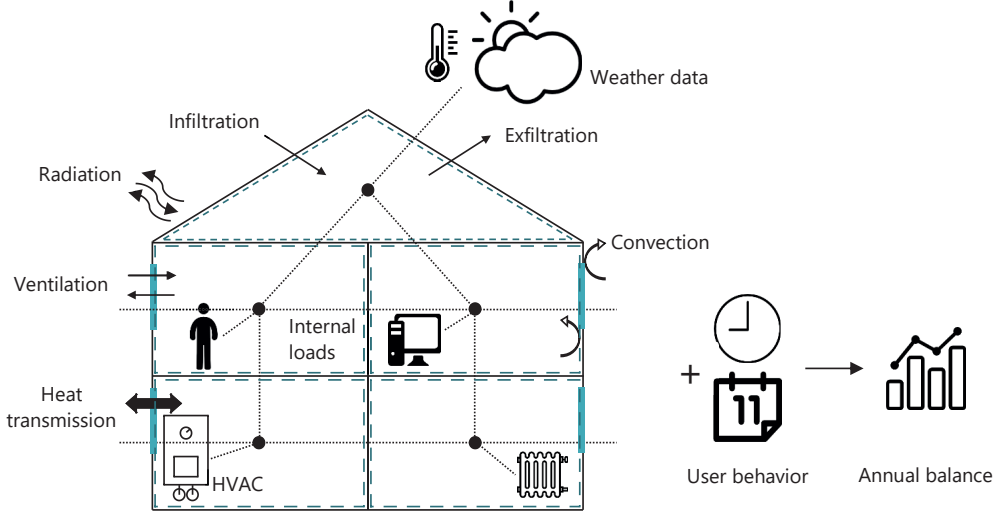 Weather data
Infiltration
Exfiltration
Radiation
Convection
Ventilation
Internal
loads
Heat
transmission
HVAC
+
11
User behavior
Annual balance